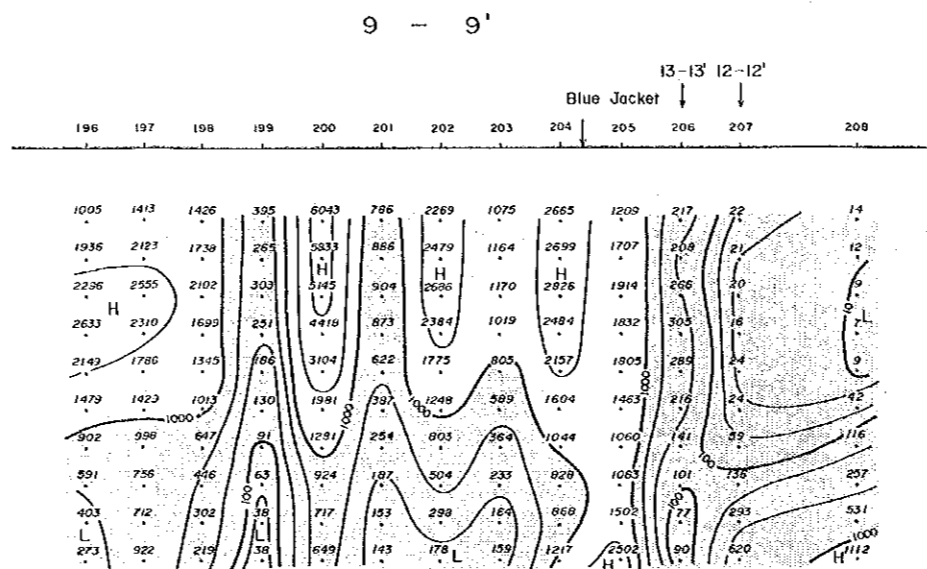 9 - 9'
13-13' 12-12'
Blue Jacket
196 197 198 199 200 201 202 203 204 205 206 207 208
1005 1413 1426 395 6043 786 2269 1075 2665 1209 217 22 14
1936 2123 1738 265 5933 886 2479 1164 2699 1707 208 21 12
H H H
2286 2555 2102 303 5145 904 2686 1170 2826 1914 266 20 9
H 10
2633 2310 1699 251 4418 873 2384 1019 2484 1832 305 16 7
L
2149 1786 1345 186 3104 622 1775 805 2157 1805 289 24 9
1000 1000
1479 1429 1013 130 1981 387 1248 589 1604 1463 216 24 42
1000 1000
902 998 647 91 1291 254 803 364 1044 1060 141 59 116
100
591 756 446 63 924 187 504 233 828 1063 101 136 257
100 100
403 712 302 38 717 153 298 164 868 1502 77 293 531
L L 1000
273 922 219 38 649 143 178 159 1217 2502 90 620 1112
L H H